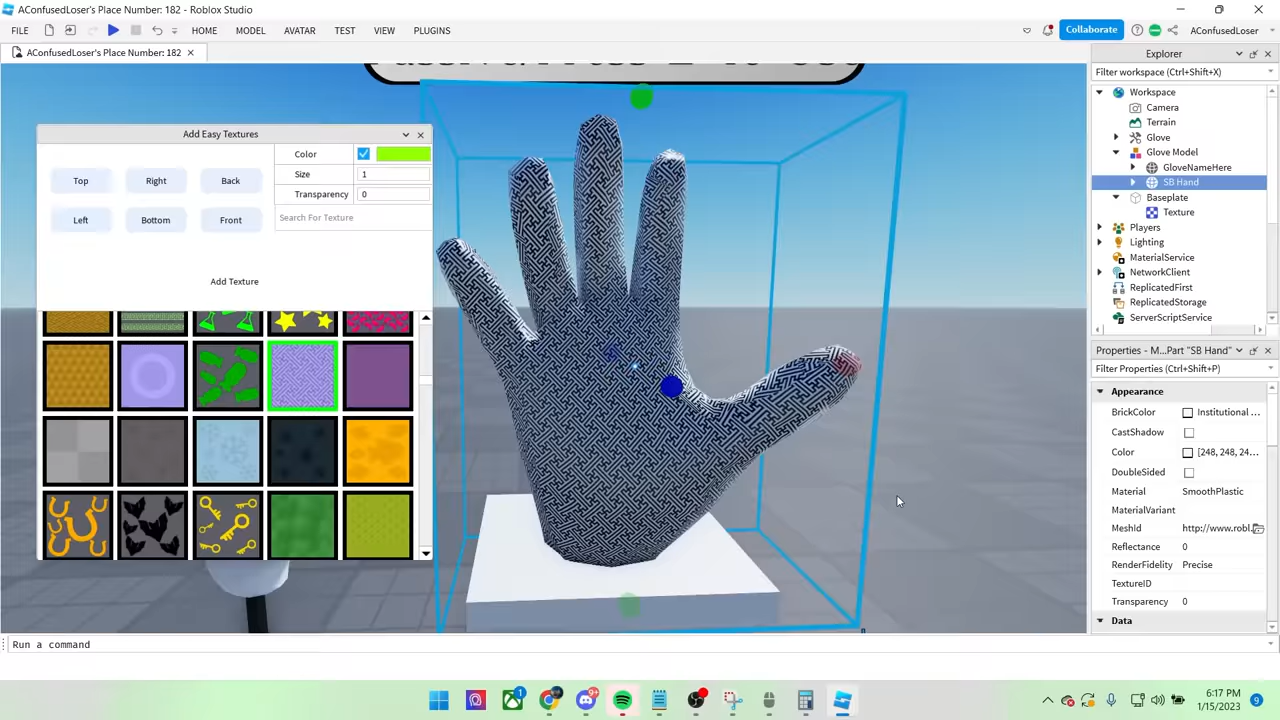 AConfusedLoser's Place Number: 182 - Roblox Studio
FILE HOME MODEL AVATAR TEST VIEW PLUGINS Collaborate AConfusedLoser
AConfusedLoser's Place Number: 182
Explorer
Filter workspace (Ctrl+Shift+X)
Workspace
Camera
Terrain
Glove
Glove Model
GloveNameHere
SB Hand
Baseplate
Texture
Players
Lighting
MaterialService
NetworkClient
ReplicatedFirst
ReplicatedStorage
ServerScriptService
Add Easy Textures
Top Right Back
Left Bottom Front
Color
Size 1
Transparency 0
Search For Texture
Add Texture
Properties - M...Part "SB Hand"
Filter Properties (Ctrl+Shift+P)
Appearance
BrickColor Institutional ...
CastShadow
Color [248, 248, 24...
DoubleSided
Material SmoothPlastic
MaterialVariant
MeshId http://www.robl...
Reflectance 0
RenderFidelity Precise
TextureID
Transparency 0
Data
Run a command
1
9+
6:17 PM
1/15/2023
9